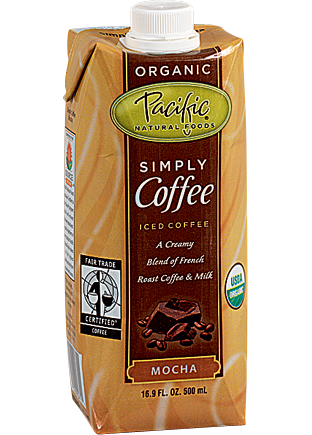 ORGANIC
Pacific®
NATURAL FOODS
SIMPLY
Coffee
ICED COFFEE
A Creamy
Blend of French
Roast Coffee & Milk
FAIR TRADE
CERTIFIED
COFFEE
USDA
ORGANIC
MOCHA
16.9 FL. OZ. 500 mL